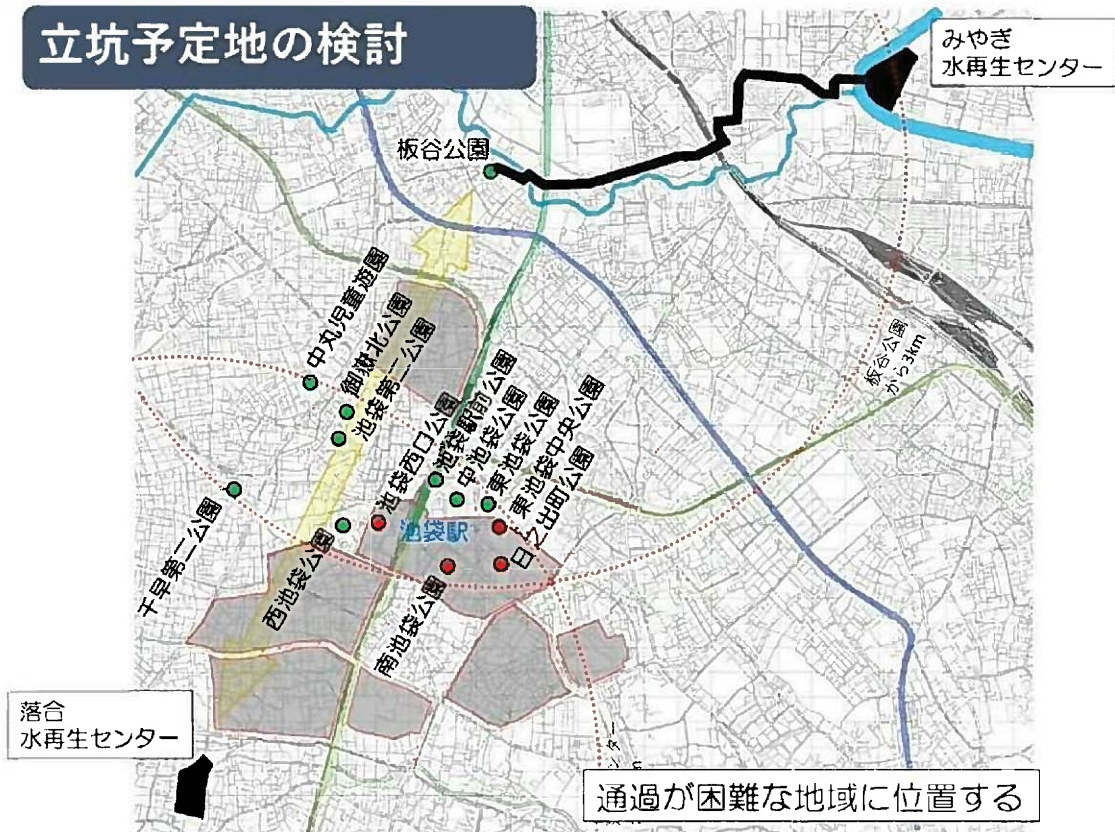 立坑予定地の検討
みやぎ
水再生センター
板谷公園
中丸児童遊園
御嶽北公園
池袋第二公園
池袋西口公園
池袋駅前公園
中池袋公園
東池袋公園
東池袋中央公園
日之出町公園
板谷公園
から3km
千早第二公園
西池袋公園
池袋駅
南池袋公園
落合
水再生センター
通過が困難な地域に位置する